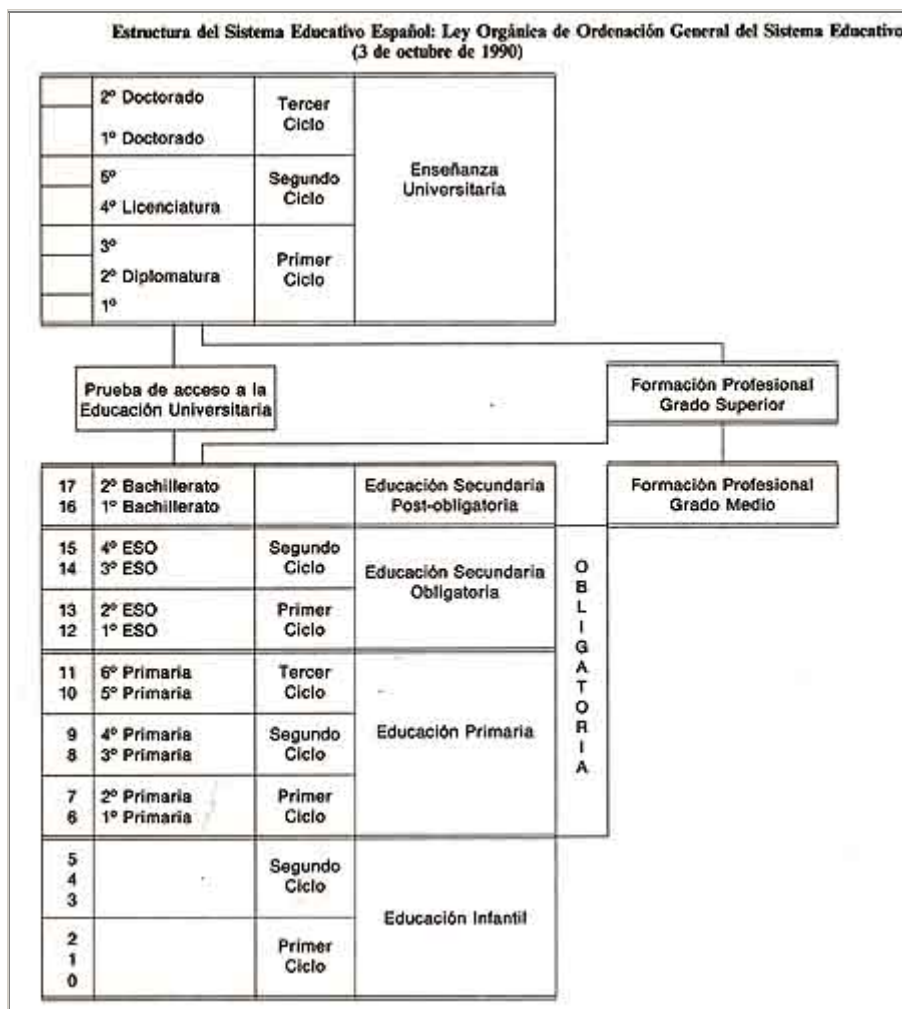 Estructura del Sistema Educativo Español: Ley Orgánica de Ordenación General del Sistema Educativo
(3 de octubre de 1990)
2º Doctorado
1º Doctorado
Tercer
Ciclo
5º
4º Licenciatura
Segundo
Ciclo
3º
2º Diplomatura
1º
Primer
Ciclo
Enseñanza
Universitaria
Prueba de acceso a la
Educación Universitaria
Formación Profesional
Grado Superior
17 2º Bachillerato
16 1º Bachillerato
Educación Secundaria
Post-obligatoria
Formación Profesional
Grado Medio
15 4º ESO
14 3º ESO
Segundo
Ciclo
13 2º ESO
12 1º ESO
Primer
Ciclo
Educación Secundaria
Obligatoria
11 6º Primaria
10 5º Primaria
Tercer
Ciclo
9 4º Primaria
8 3º Primaria
Segundo
Ciclo
7 2º Primaria
6 1º Primaria
Primer
Ciclo
Educación Primaria
OBLIGATORIA
5
4
3
Segundo
Ciclo
2
1
0
Primer
Ciclo
Educación Infantil